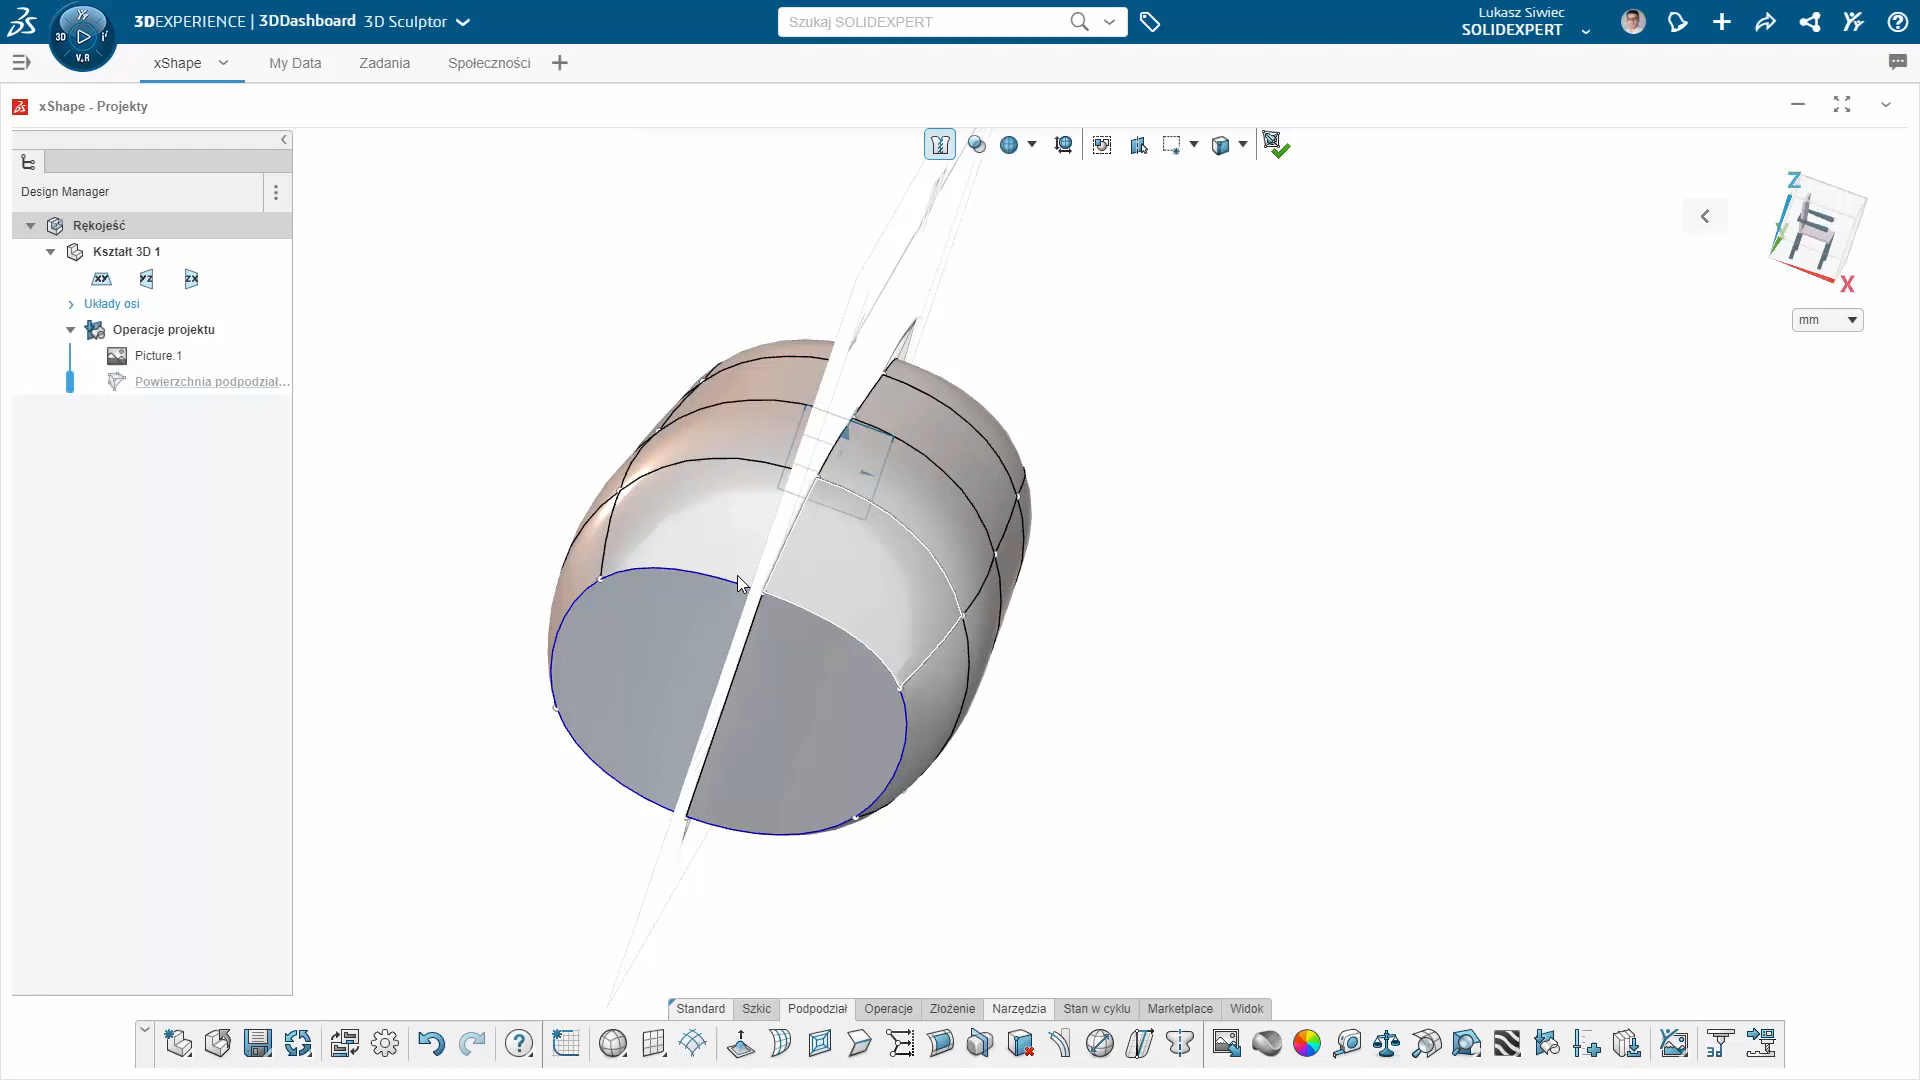 3DEXPERIENCE | 3DDashboard 3D Sculptor
Szukaj SOLIDEXPERT
Lukasz Siwiec
SOLIDEXPERT
3D
V.R
xShape
My Data
Zadania
Społeczności
xShape - Projekty
Design Manager
Rękojeść
Kształt 3D 1
XY
YZ
ZX
Układy osi
Operacje projektu
Picture.1
Powierzchnia podpodział...
Z
X
mm
Standard
Szkic
Podpodział
Operacje
Złożenie
Narzędzia
Stan w cyklu
Marketplace
Widok